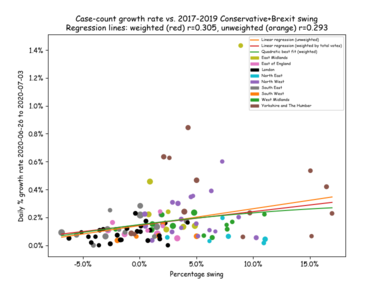 Case-count growth rate vs. 2017-2019 Conservative+Brexit swing
Regression lines: weighted (red) r=0.305, unweighted (orange) r=0.293
Linear regression (unweighted)
Linear regression (weighted by total votes)
Quadratic best fit (weighted)
East Midlands
East of England
London
North East
North West
South East
South West
West Midlands
Yorkshire and The Humber
Daily % growth rate 2020-06-26 to 2020-07-03
1.4%
1.2%
1.0%
0.8%
0.6%
0.4%
0.2%
0.0%
-5.0%
0.0%
5.0%
10.0%
15.0%
Percentage swing